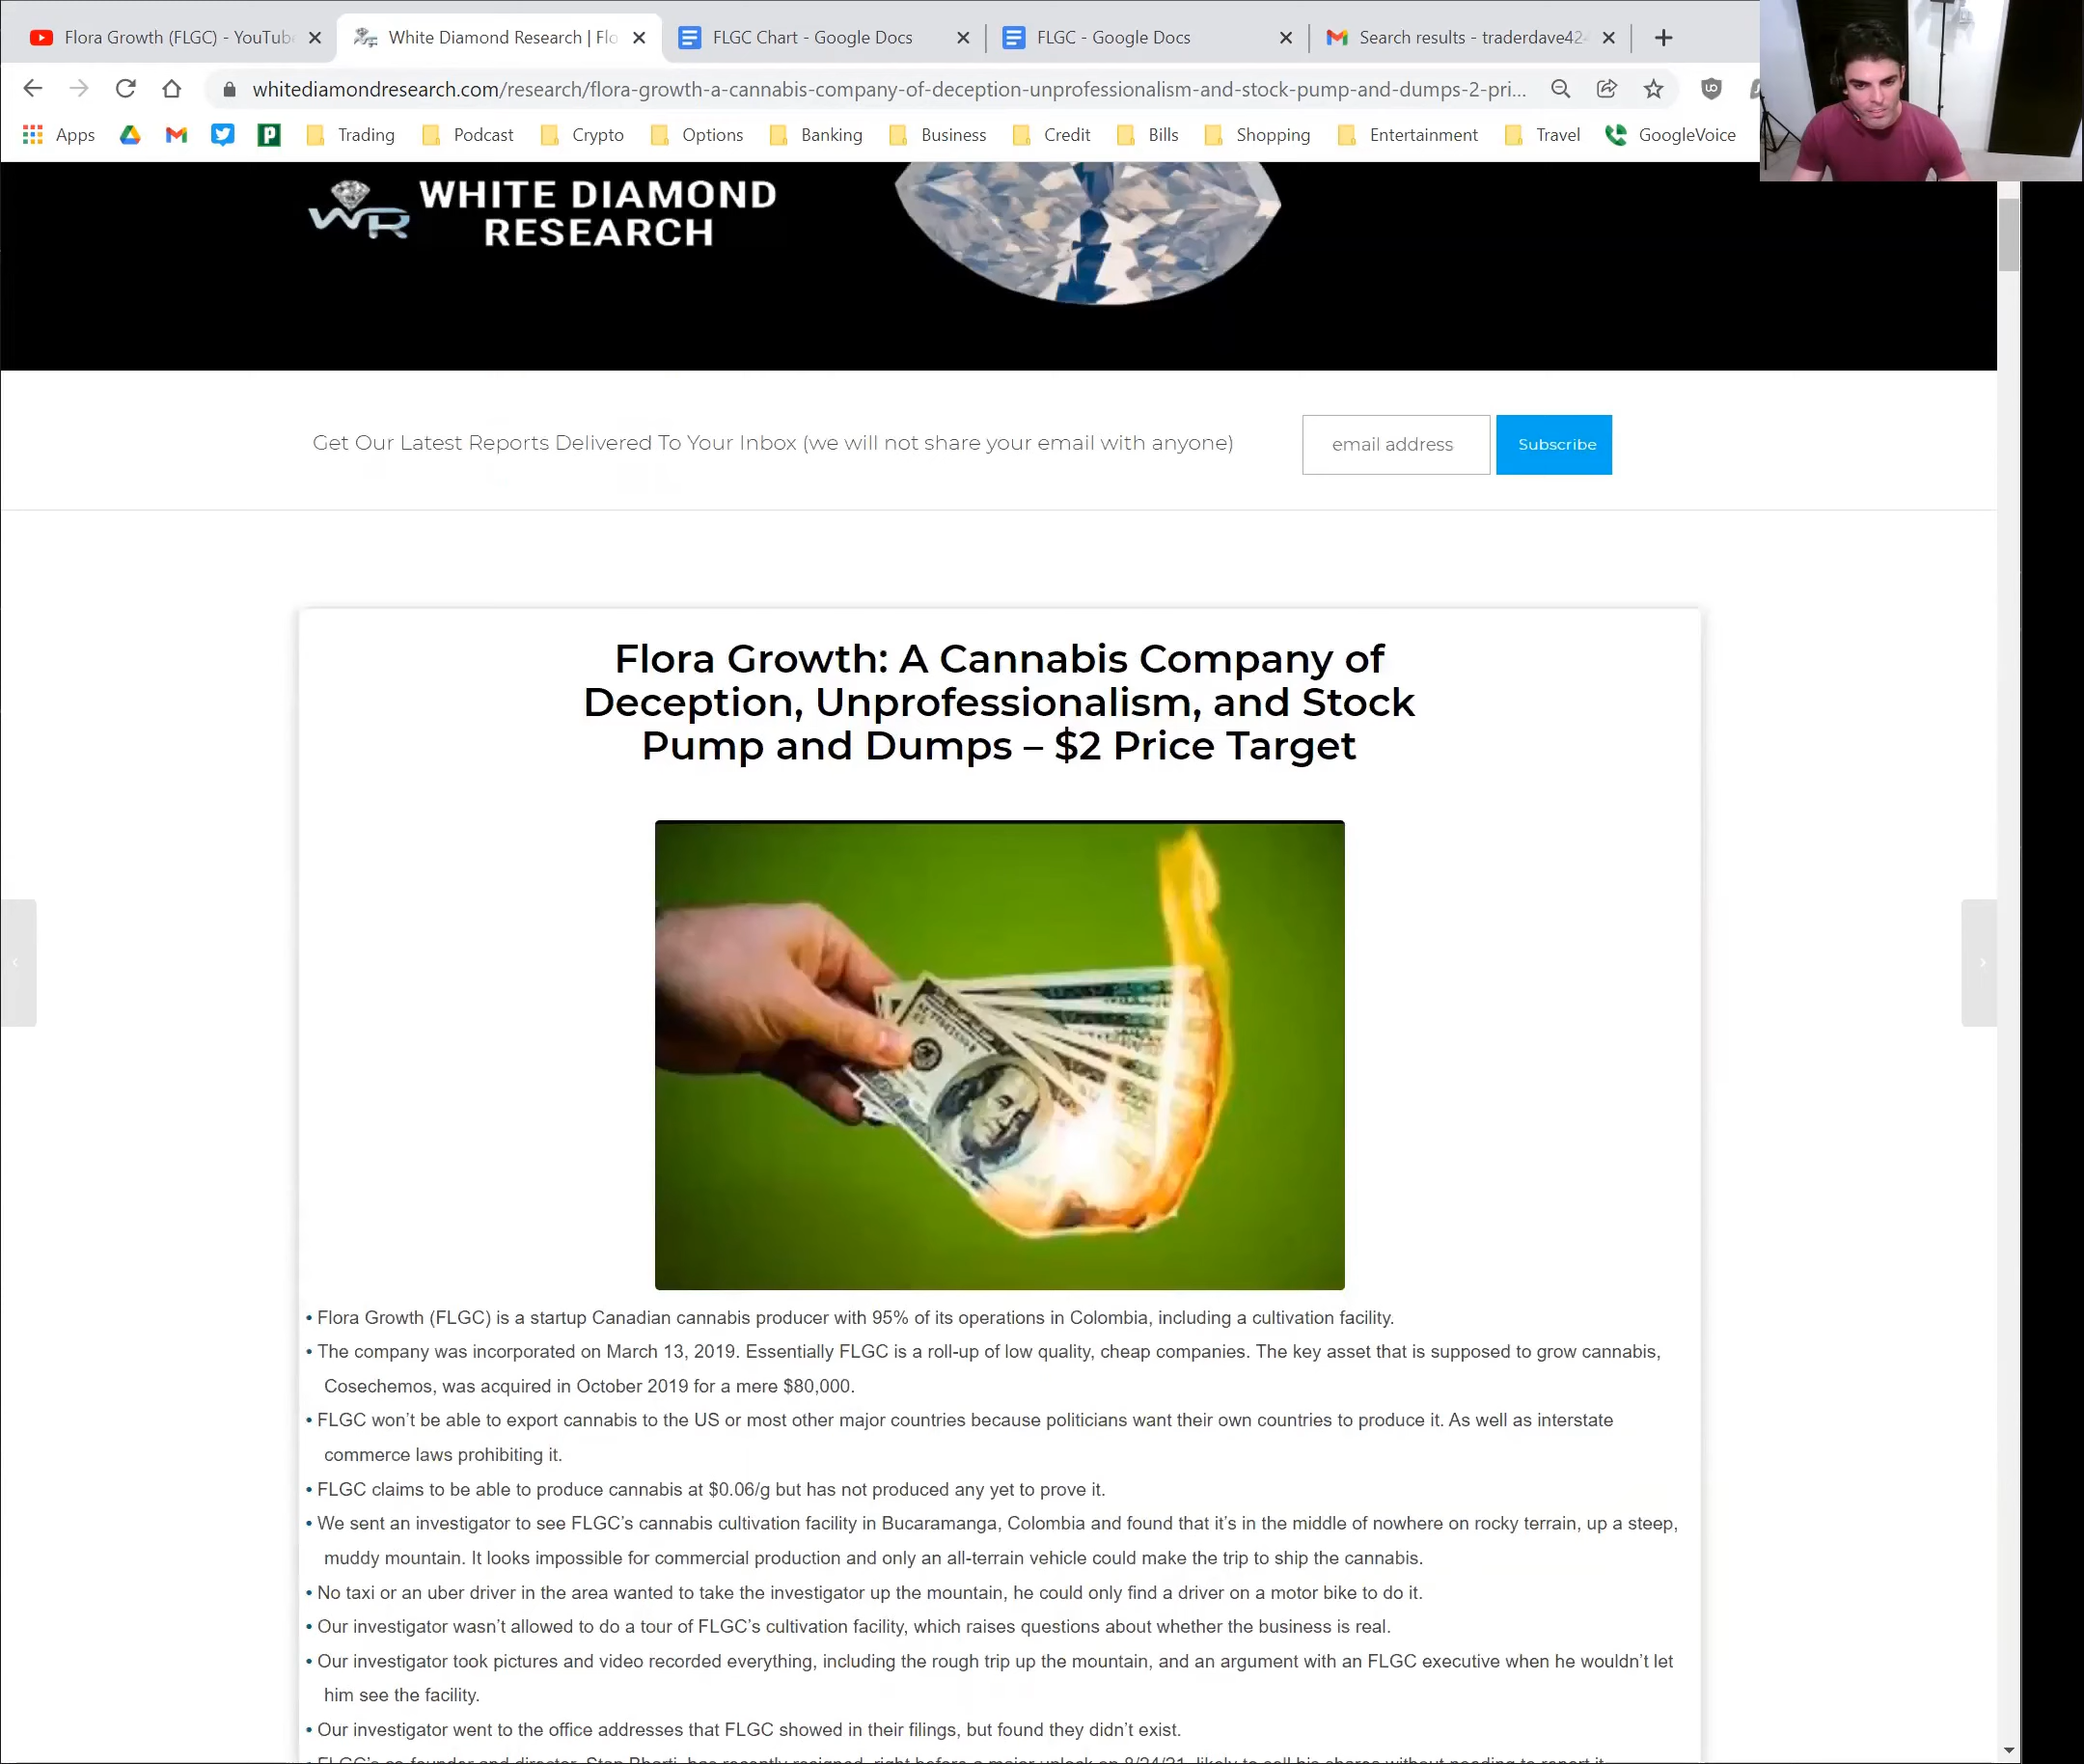 Flora Growth (FLGC) - YouTub
White Diamond Research | Flo
FLGC Chart - Google Docs
FLGC - Google Docs
Search results - traderdave42
whitediamondresearch.com/research/flora-growth-a-cannabis-company-of-deception-unprofessionalism-and-stock-pump-and-dumps-2-pri...
Apps
Trading
Podcast
Crypto
Options
Banking
Business
Credit
Bills
Shopping
Entertainment
Travel
GoogleVoice
WR
WHITE DIAMOND
RESEARCH
Get Our Latest Reports Delivered To Your Inbox (we will not share your email with anyone)
email address
Subscribe
Flora Growth: A Cannabis Company of
Deception, Unprofessionalism, and Stock
Pump and Dumps – $2 Price Target
• Flora Growth (FLGC) is a startup Canadian cannabis producer with 95% of its operations in Colombia, including a cultivation facility.
• The company was incorporated on March 13, 2019. Essentially FLGC is a roll-up of low quality, cheap companies. The key asset that is supposed to grow cannabis,
Cosechemos, was acquired in October 2019 for a mere $80,000.
• FLGC won't be able to export cannabis to the US or most other major countries because politicians want their own countries to produce it. As well as interstate
commerce laws prohibiting it.
• FLGC claims to be able to produce cannabis at $0.06/g but has not produced any yet to prove it.
• We sent an investigator to see FLGC's cannabis cultivation facility in Bucaramanga, Colombia and found that it's in the middle of nowhere on rocky terrain, up a steep,
muddy mountain. It looks impossible for commercial production and only an all-terrain vehicle could make the trip to ship the cannabis.
• No taxi or an uber driver in the area wanted to take the investigator up the mountain, he could only find a driver on a motor bike to do it.
• Our investigator wasn't allowed to do a tour of FLGC's cultivation facility, which raises questions about whether the business is real.
• Our investigator took pictures and video recorded everything, including the rough trip up the mountain, and an argument with an FLGC executive when he wouldn't let
him see the facility.
• Our investigator went to the office addresses that FLGC showed in their filings, but found they didn't exist.